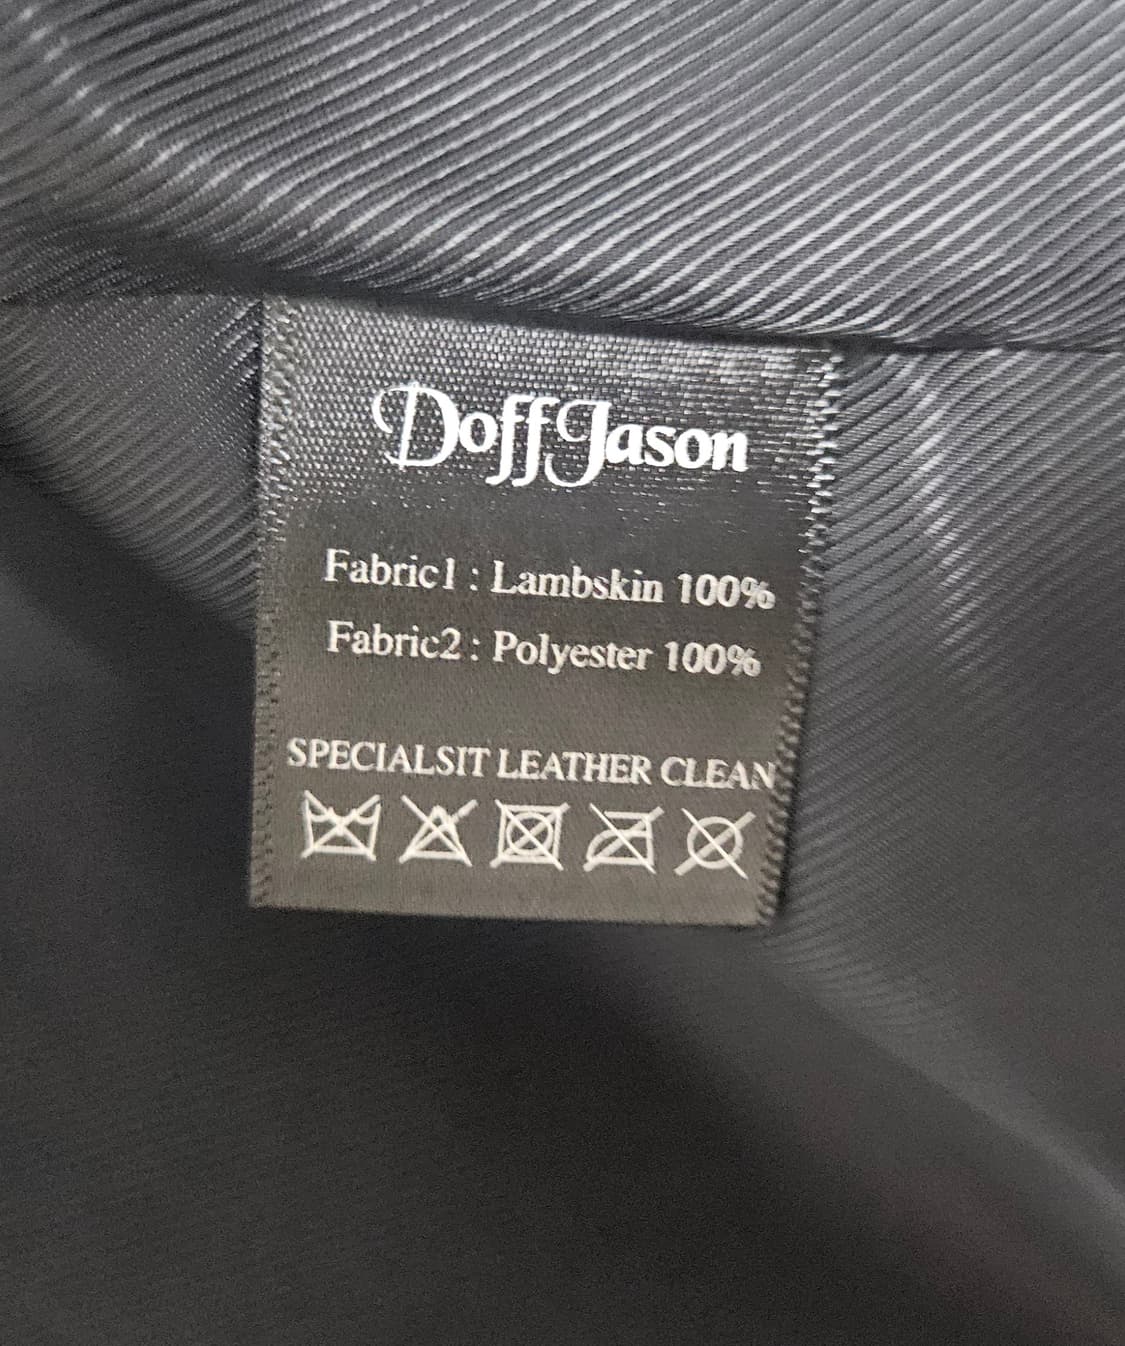 DoffJason
Fabric1 : Lambskin 100%
Fabric2 : Polyester 100%
SPECIALSIT LEATHER CLEAN